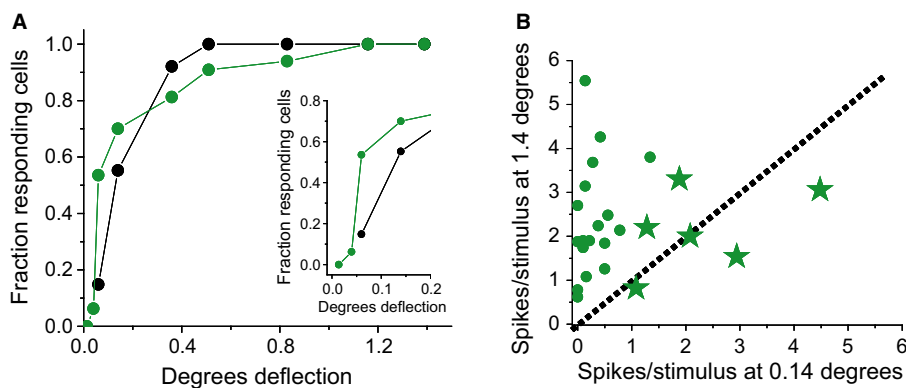 A
Fraction responding cells
1.0
0.8
0.6
0.4
0.2
0.0
0.0 0.4 0.8 1.2
Degrees deflection
Fraction responding cells
0.8
0.6
0.4
0.2
0.0
0.0 0.1 0.2
Degrees deflection
B
Spikes/stimulus at 1.4 degrees
6
5
4
3
2
1
0
0 1 2 3 4 5 6
Spikes/stimulus at 0.14 degrees